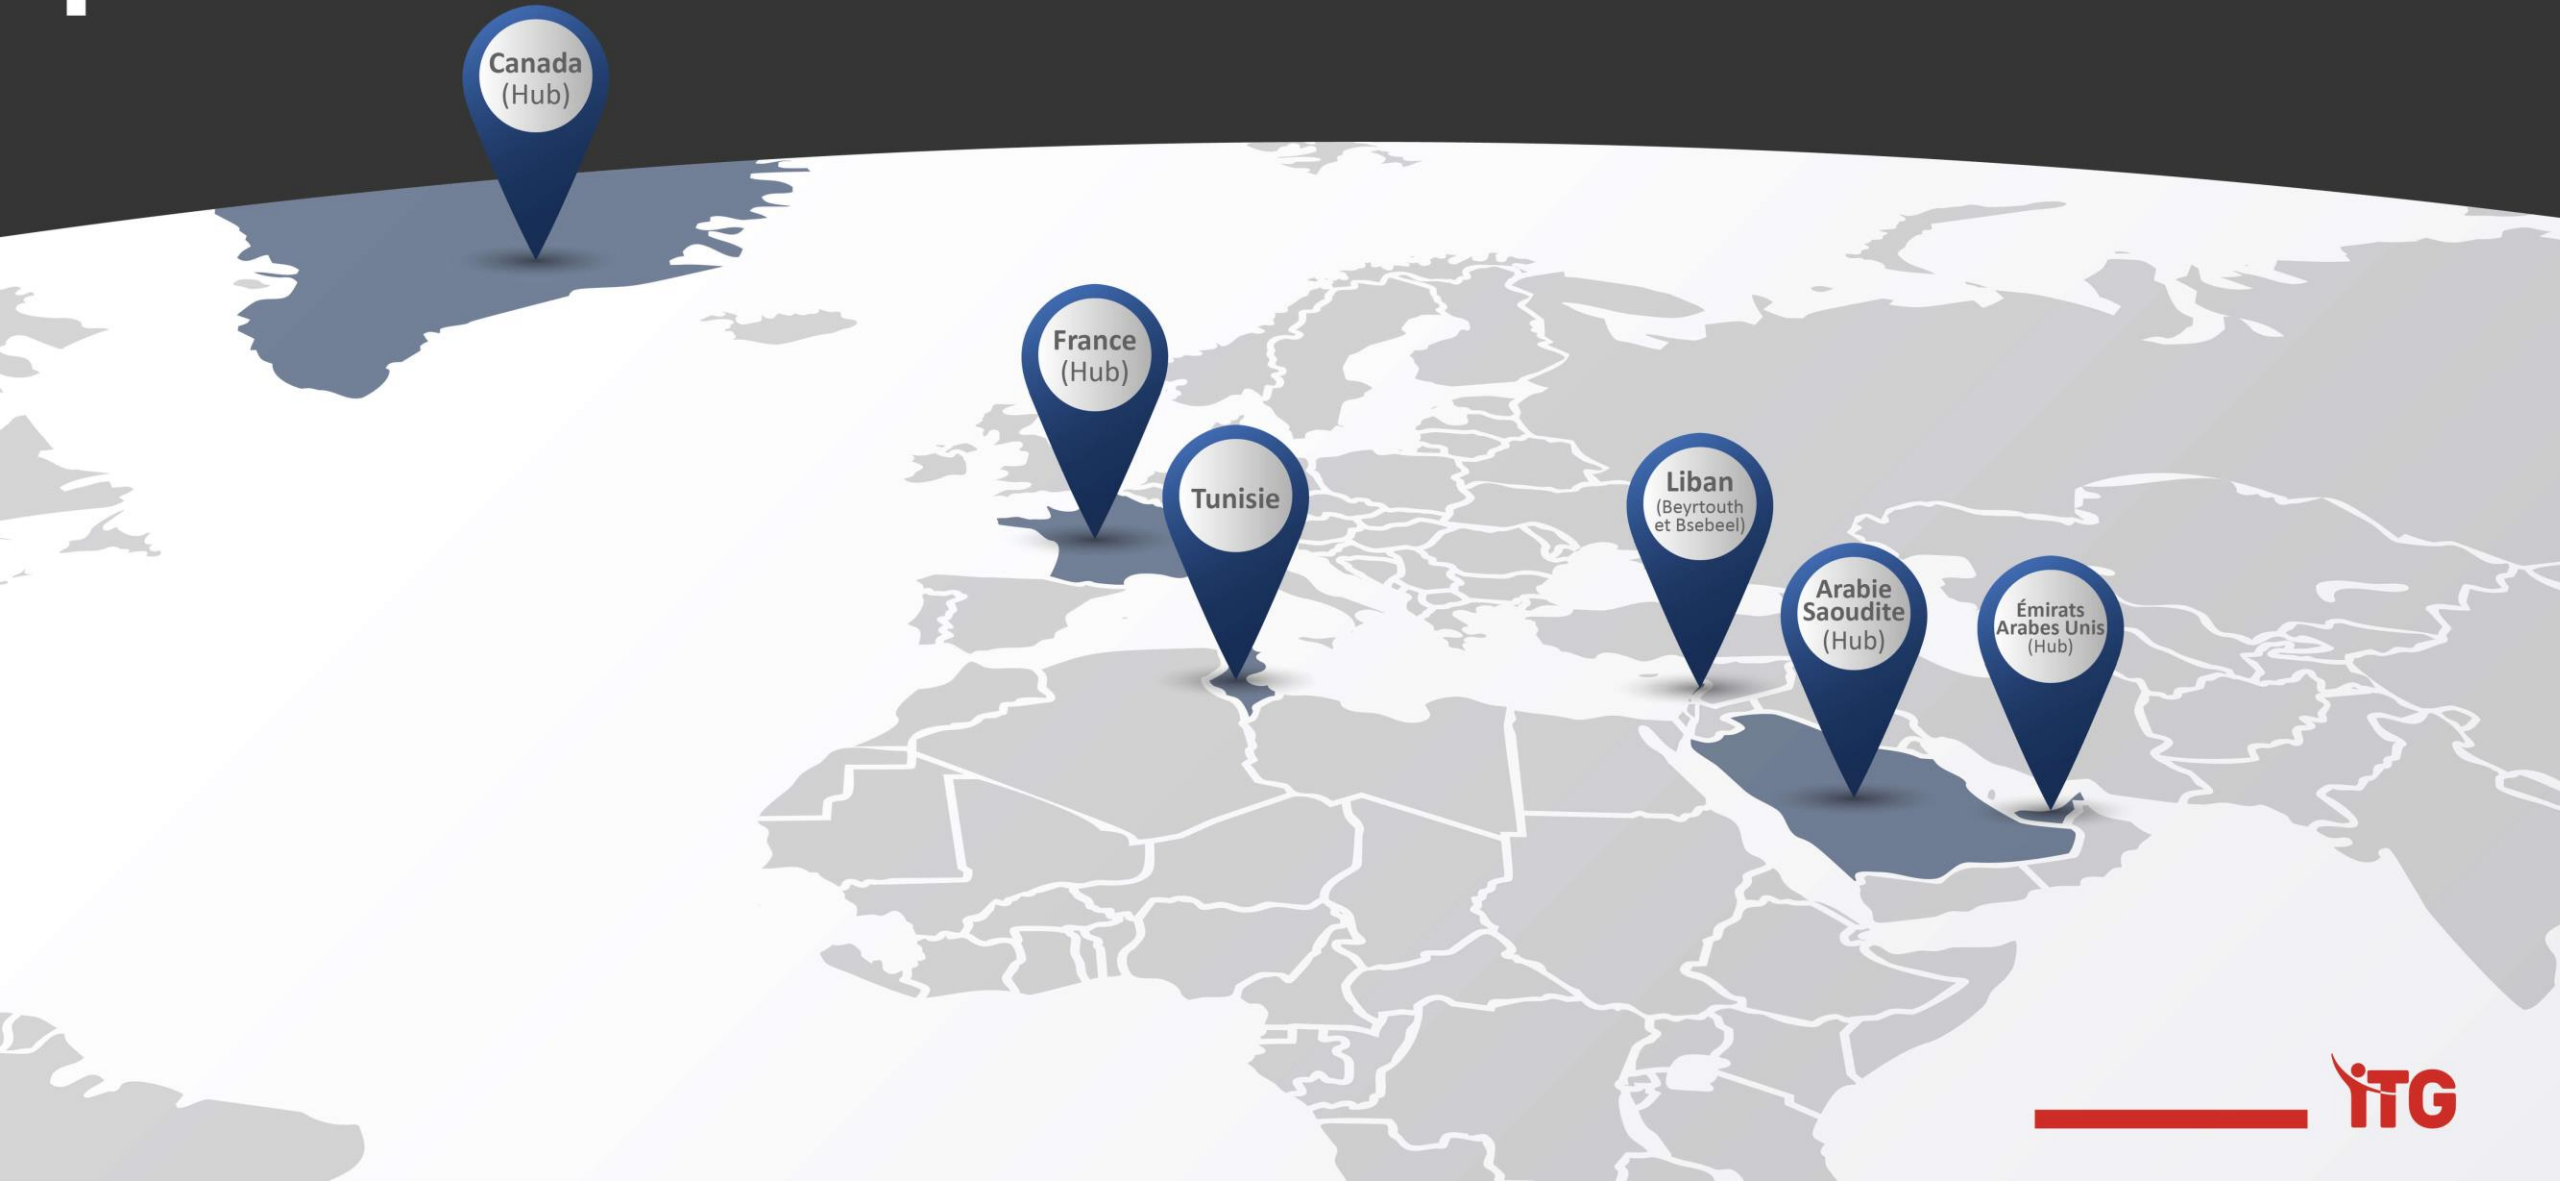 Canada
(Hub)
France
(Hub)
Tunisie
Liban
(Beyrtouth
et Bsebeel)
Arabie
Saoudite
(Hub)
Émirats
Arabes Unis
(Hub)
iTG